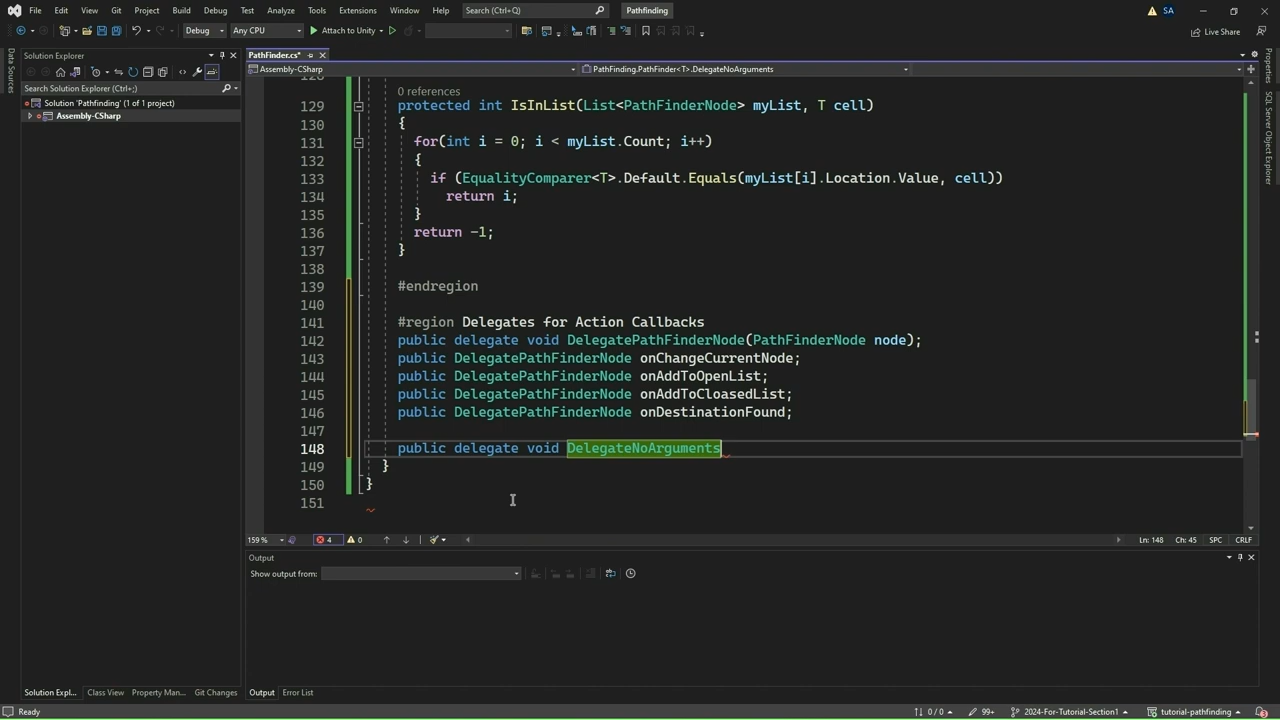 File Edit View Git Project Build Debug Test Analyze Tools Extensions Window Help Search (Ctrl+Q) Pathfinding SA
Debug Any CPU Attach to Unity Live Share
Data Sources
Solution Explorer
Search Solution Explorer (Ctrl+;)
Solution 'Pathfinding' (1 of 1 project)
Assembly-CSharp
PathFinder.cs*
Assembly-CSharp PathFinding.PathFinder<T>.DelegateNoArguments
128
0 references
129 protected int IsInList(List<PathFinderNode> myList, T cell)
130 {
131 for(int i = 0; i < myList.Count; i++)
132 {
133 if (EqualityComparer<T>.Default.Equals(myList[i].Location.Value, cell))
134 return i;
135 }
136 return -1;
137 }
138
139 #endregion
140
141 #region Delegates for Action Callbacks
142 public delegate void DelegatePathFinderNode(PathFinderNode node);
143 public DelegatePathFinderNode onChangeCurrentNode;
144 public DelegatePathFinderNode onAddToOpenList;
145 public DelegatePathFinderNode onAddToCloasedList;
146 public DelegatePathFinderNode onDestinationFound;
147
148 public delegate void DelegateNoArguments
149 }
150 }
151
159 % 4 0 Ln: 148 Ch: 45 SPC CRLF
Output
Show output from:
Solution Expl... Class View Property Man... Git Changes Output Error List
Ready 0 / 0 99+ 2024-For-Tutorial-Section1 tutorial-pathfinding 3
Properties
SQL Server Object Explorer